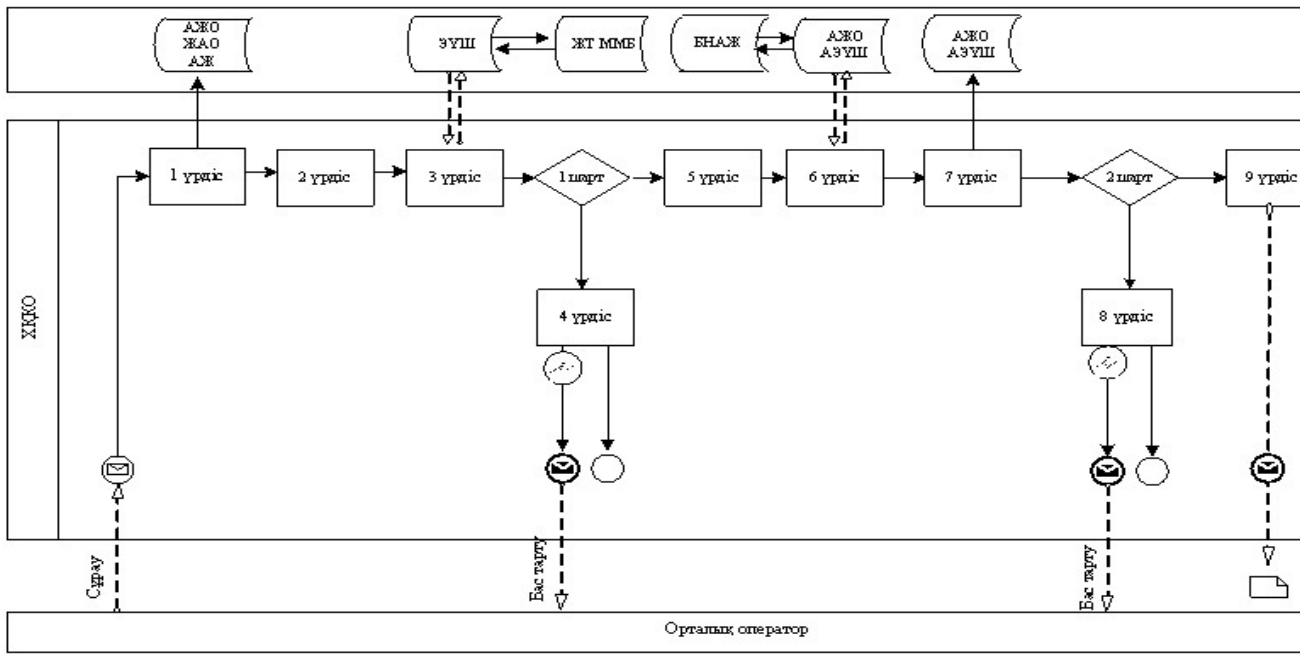 АЖО
ЖАО
АЖ
ЭҮШ
ЖТ ММБ
БНАЖ
АЖО
АЭҮШ
АЖО
АЭҮШ
ХҚКО
1 үрдіс
2 үрдіс
3 үрдіс
1 шарт
5 үрдіс
6 үрдіс
7 үрдіс
2 шарт
9 үрдіс
4 үрдіс
8 үрдіс
Сұрау
Бас тарту
Бас тарту
Орталық оператор